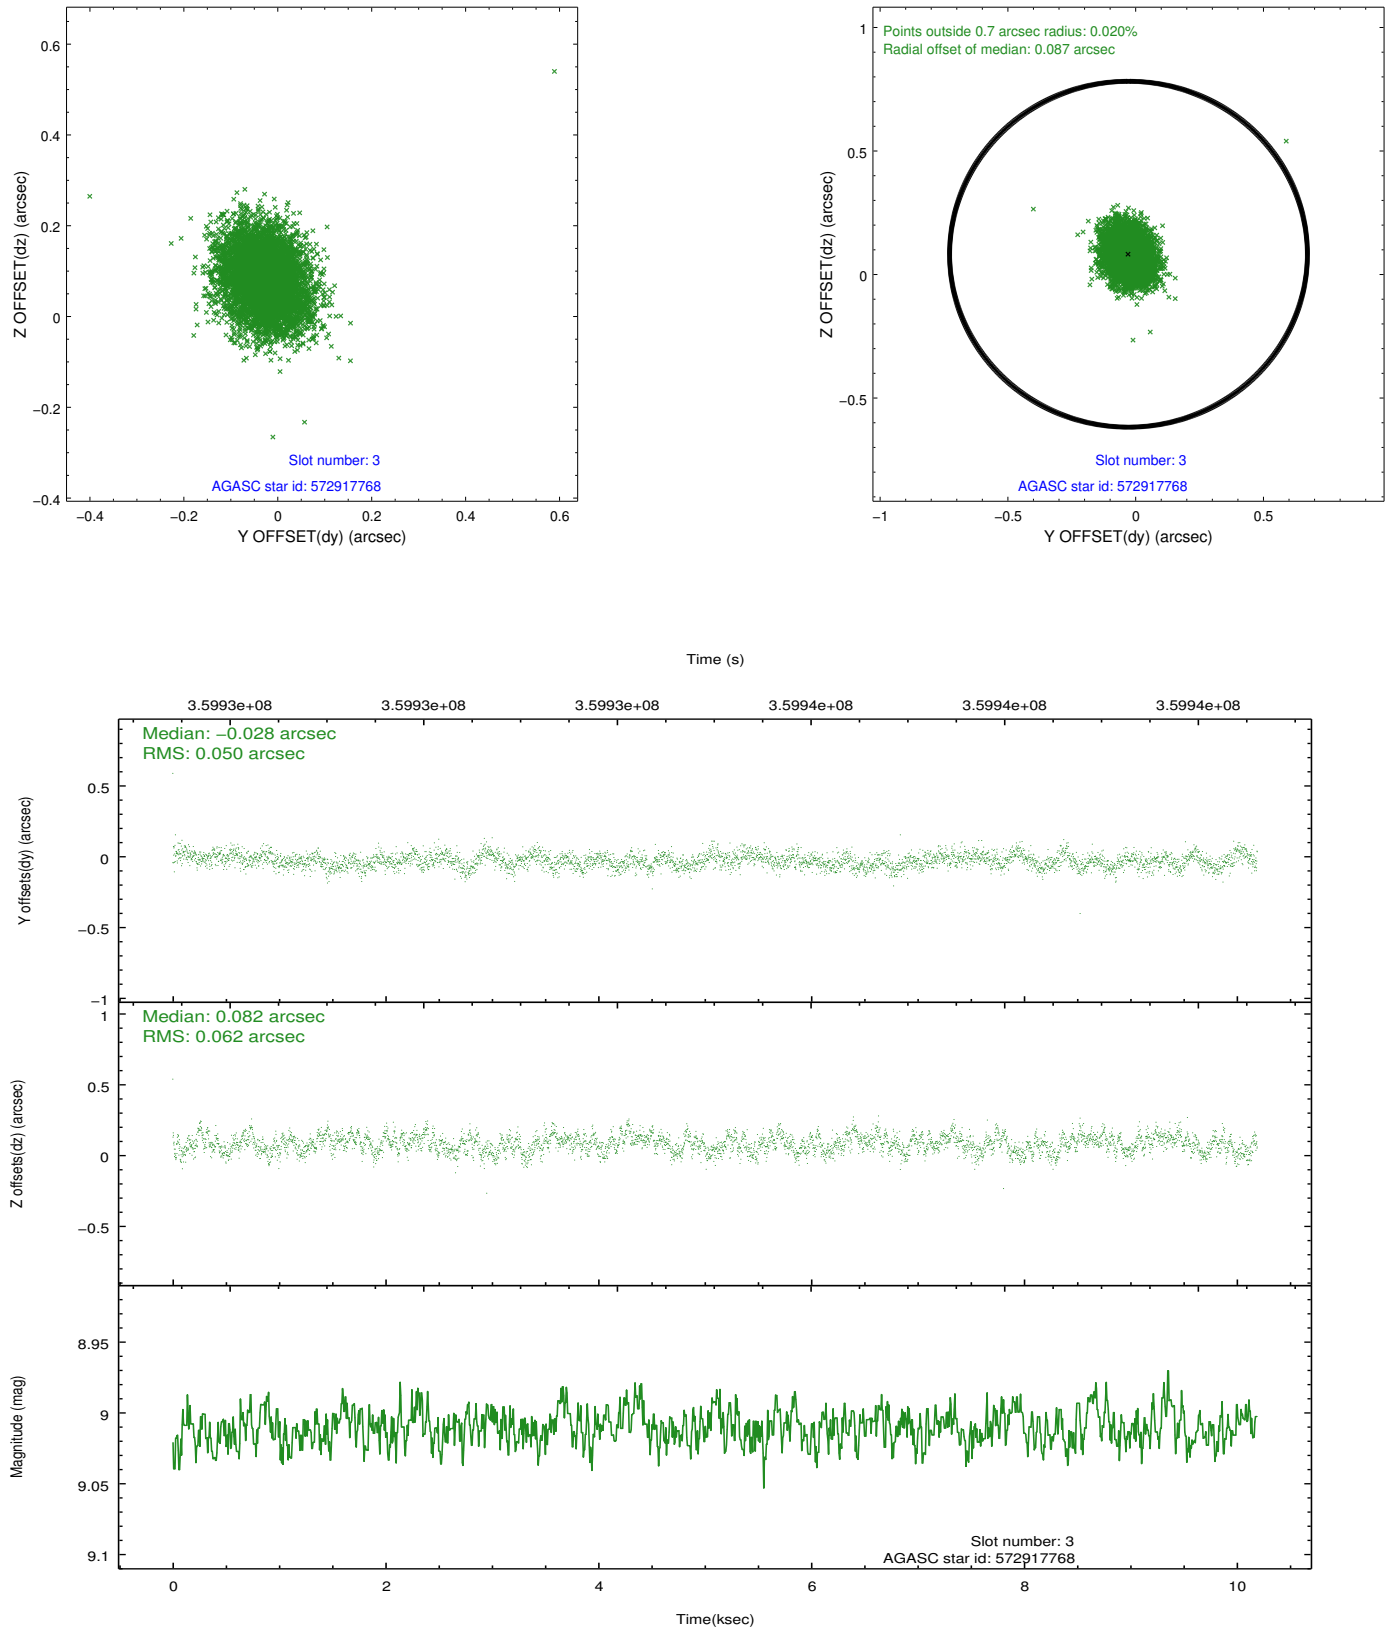 0.6
0.4
0.2
0
−0.2
−0.4
Z OFFSET(dz) (arcsec)
Slot number: 3
AGASC star id: 572917768
−0.4 −0.2 0 0.2 0.4 0.6
Y OFFSET(dy) (arcsec)
Points outside 0.7 arcsec radius: 0.020%
Radial offset of median: 0.087 arcsec
1
0.5
0
−0.5
Z OFFSET(dz) (arcsec)
Slot number: 3
AGASC star id: 572917768
−1 −0.5 0 0.5
Y OFFSET(dy) (arcsec)
Time (s)
3.5993e+08 3.5993e+08 3.5993e+08 3.5994e+08 3.5994e+08 3.5994e+08
Median: −0.028 arcsec
RMS: 0.050 arcsec
0.5
0
−0.5
−1
Y offsets(dy) (arcsec)
Median: 0.082 arcsec
RMS: 0.062 arcsec
1
0.5
0
−0.5
Z offsets(dz) (arcsec)
8.95
9
9.05
9.1
Magnitude (mag)
Slot number: 3
AGASC star id: 572917768
0 2 4 6 8 10
Time(ksec)